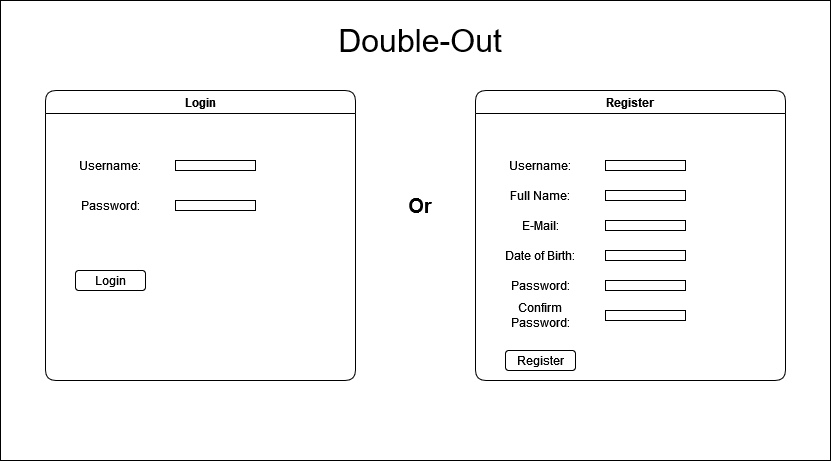 Double-Out
Login
Username:
Password:
Login
Or
Register
Username:
Full Name:
E-Mail:
Date of Birth:
Password:
Confirm
Password:
Register